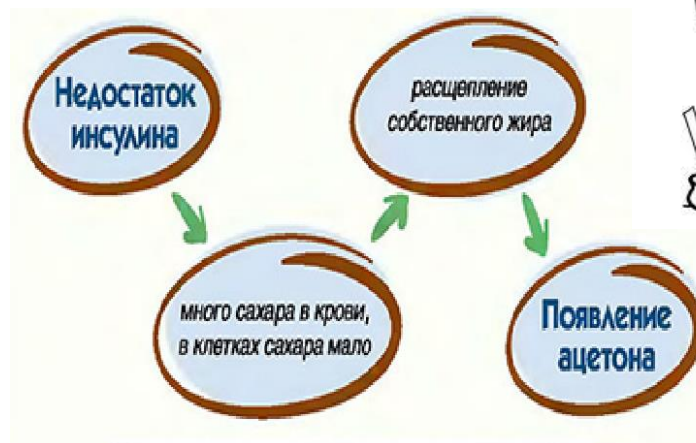 Недостаток
инсулина
много сахара в крови,
в клетках сахара мало
расщепление
собственного жира
Появление
ацетона